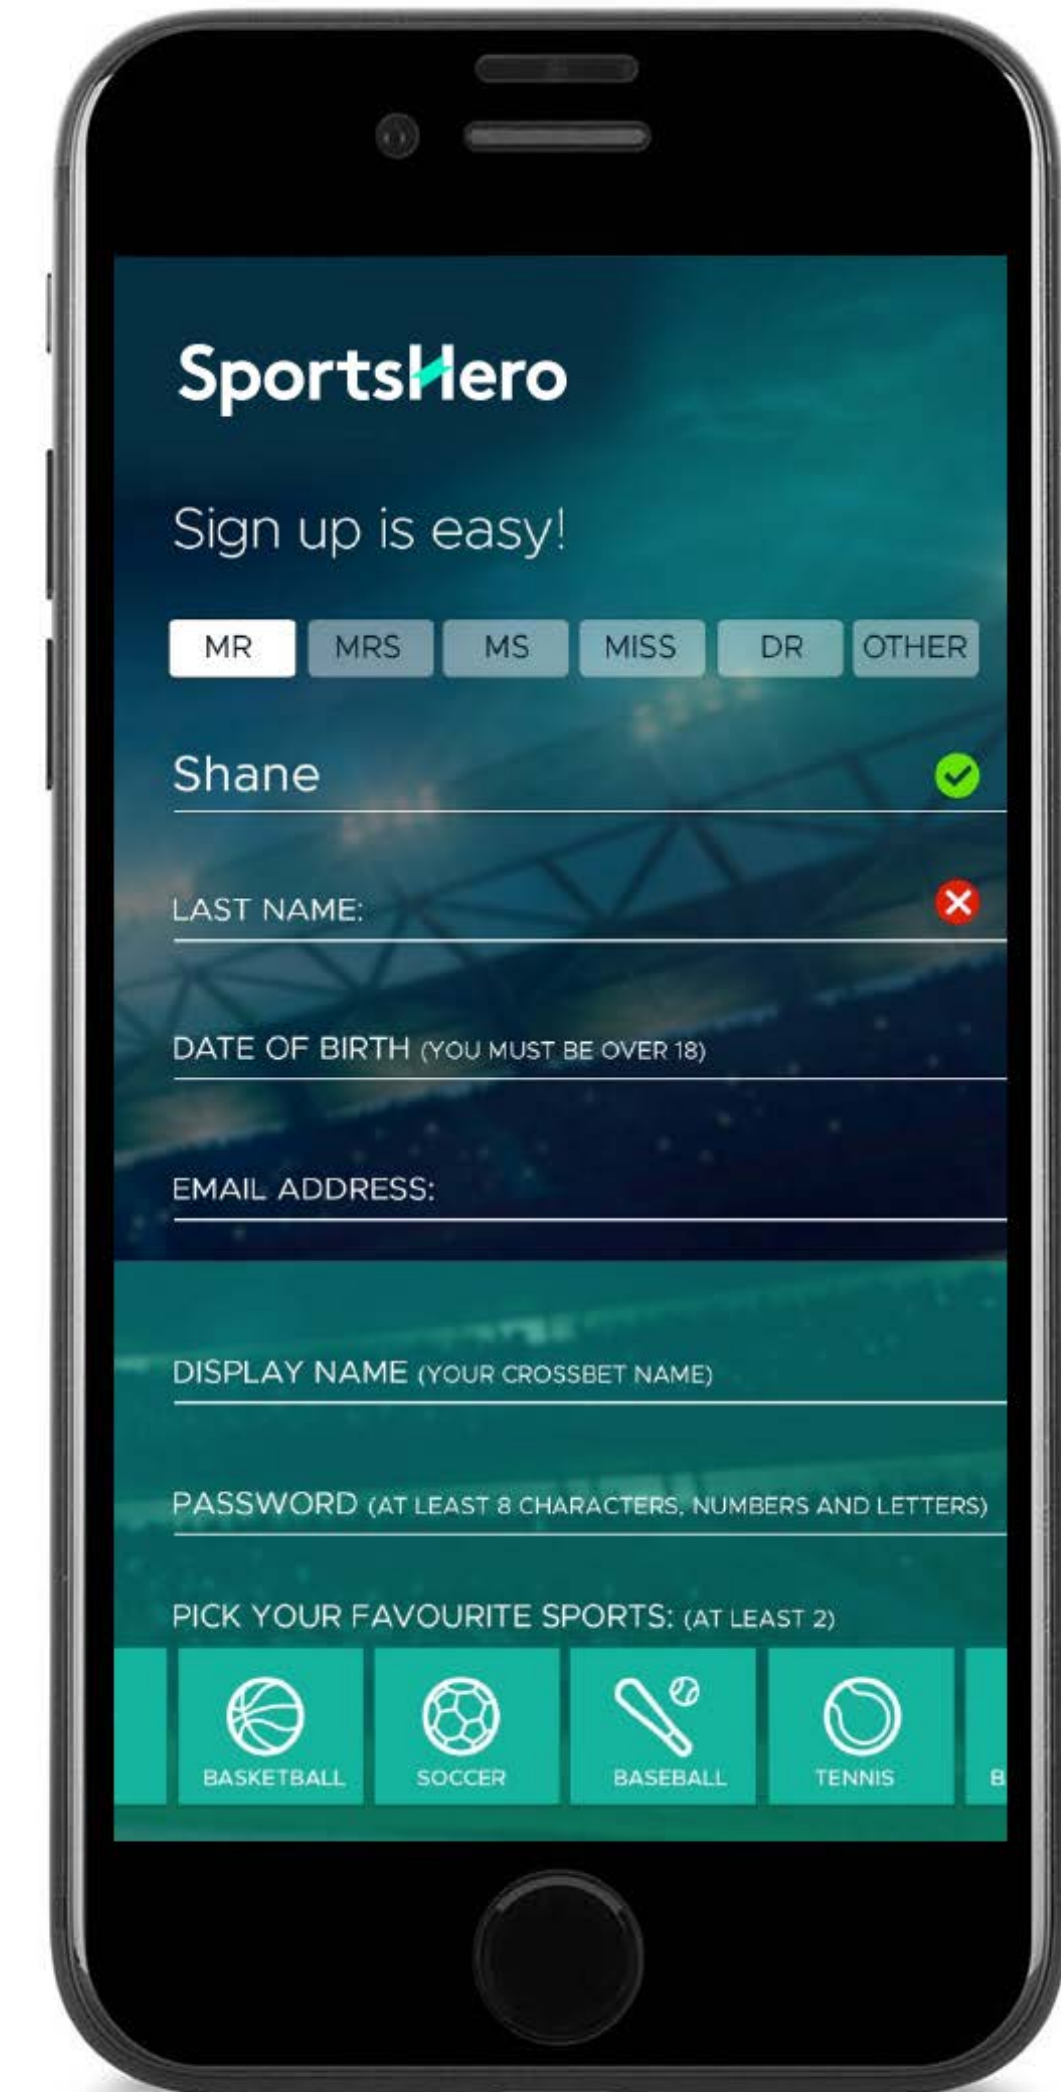 SportsHero
Sign up is easy!
MR MRS MS MISS DR OTHER
Shane
LAST NAME:
DATE OF BIRTH (YOU MUST BE OVER 18)
EMAIL ADDRESS:
DISPLAY NAME (YOUR CROSSBET NAME)
PASSWORD (AT LEAST 8 CHARACTERS, NUMBERS AND LETTERS)
PICK YOUR FAVOURITE SPORTS: (AT LEAST 2)
BASKETBALL SOCCER BASEBALL TENNIS